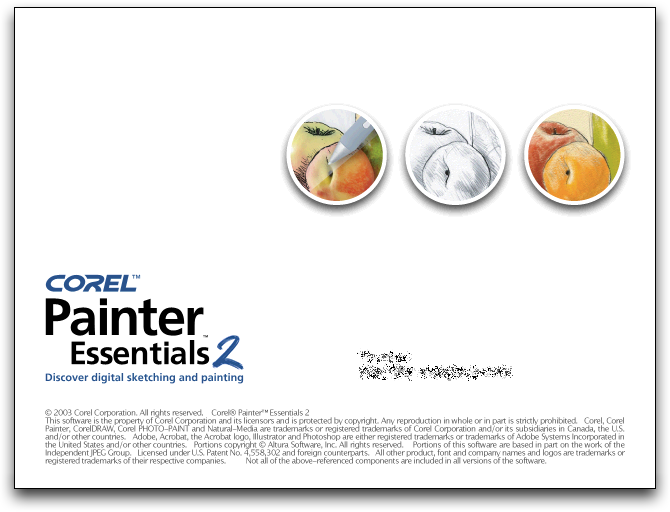 COREL™
Painter™
Essentials 2
Discover digital sketching and painting
© 2003 Corel Corporation. All rights reserved. Corel® Painter™ Essentials 2
This software is the property of Corel Corporation and its licensors and is protected by copyright. Any reproduction in whole or in part is strictly prohibited. Corel, Corel
Painter, CorelDRAW, Corel PHOTO-PAINT and Natural-Media are trademarks or registered trademarks of Corel Corporation and/or its subsidiaries in Canada, the U.S.
and/or other countries. Adobe, Acrobat, the Acrobat logo, Illustrator and Photoshop are either registered trademarks or trademarks of Adobe Systems Incorporated in
the United States and/or other countries. Portions copyright © Altura Software, Inc. All rights reserved. Portions of this software are based in part on the work of the
Independent JPEG Group. Licensed under U.S. Patent No. 4,558,302 and foreign counterparts. All other product, font and company names and logos are trademarks or
registered trademarks of their respective companies. Not all of the above-referenced components are included in all versions of the software.